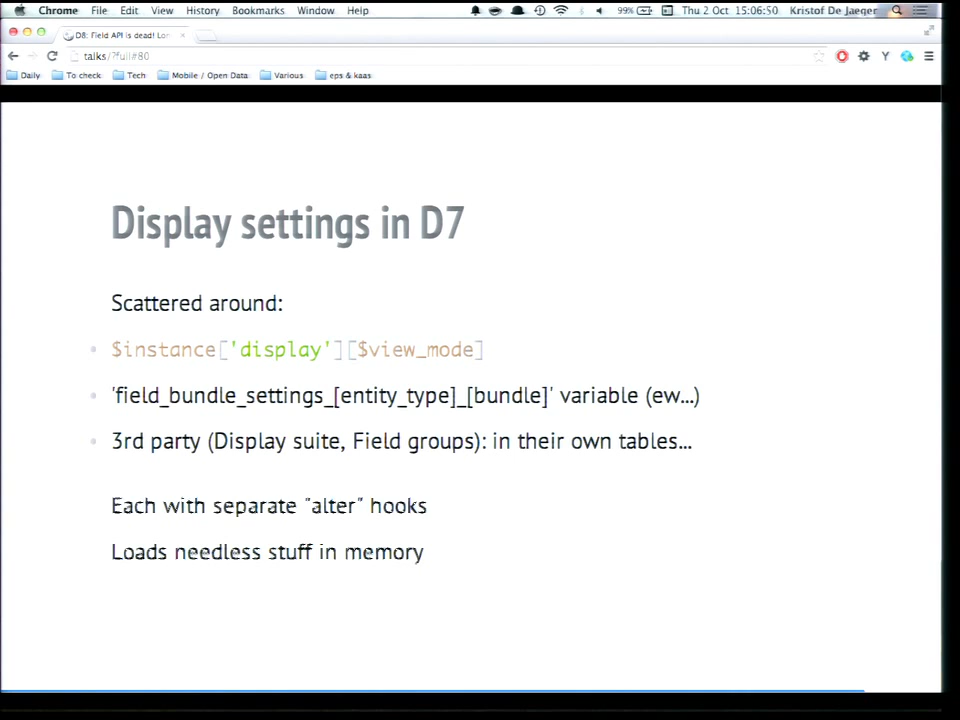 Chrome File Edit View History Bookmarks Window Help 99% Thu 2 Oct 15:06:50 Kristof De Jaeger
D8: Field API is dead! Lon
talks/?full#80
Daily To check Tech Mobile / Open Data Various eps & kaas
Display settings in D7
Scattered around:
• $instance['display'][$view_mode]
• 'field_bundle_settings_[entity_type]_[bundle]' variable (ew...)
• 3rd party (Display suite, Field groups): in their own tables...
Each with separate "alter" hooks
Loads needless stuff in memory